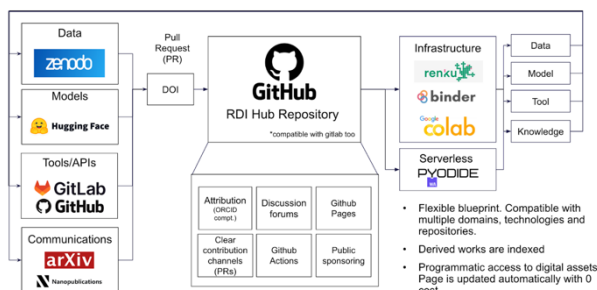 Data
zenodo
Models
Hugging Face
Tools/APIs
GitLab
GitHub
Communications
arXiv
Nanopublications
Pull
Request
(PR)
DOI
GitHub
RDI Hub Repository
*compatible with gitlab too
Attribution
(ORCID
compt.)
Discussion
forums
Github
Pages
Clear
contribution
channels
(PRs)
Github
Actions
Public
sponsoring
Infrastructure
renku
binder
Google
colab
Serverless
PYODIDE
Data
Model
Tool
Knowledge
• Flexible blueprint. Compatible with
multiple domains, technologies and
repositories.
• Derived works are indexed
• Programmatic access to digital assets
Page is updated automatically with 0